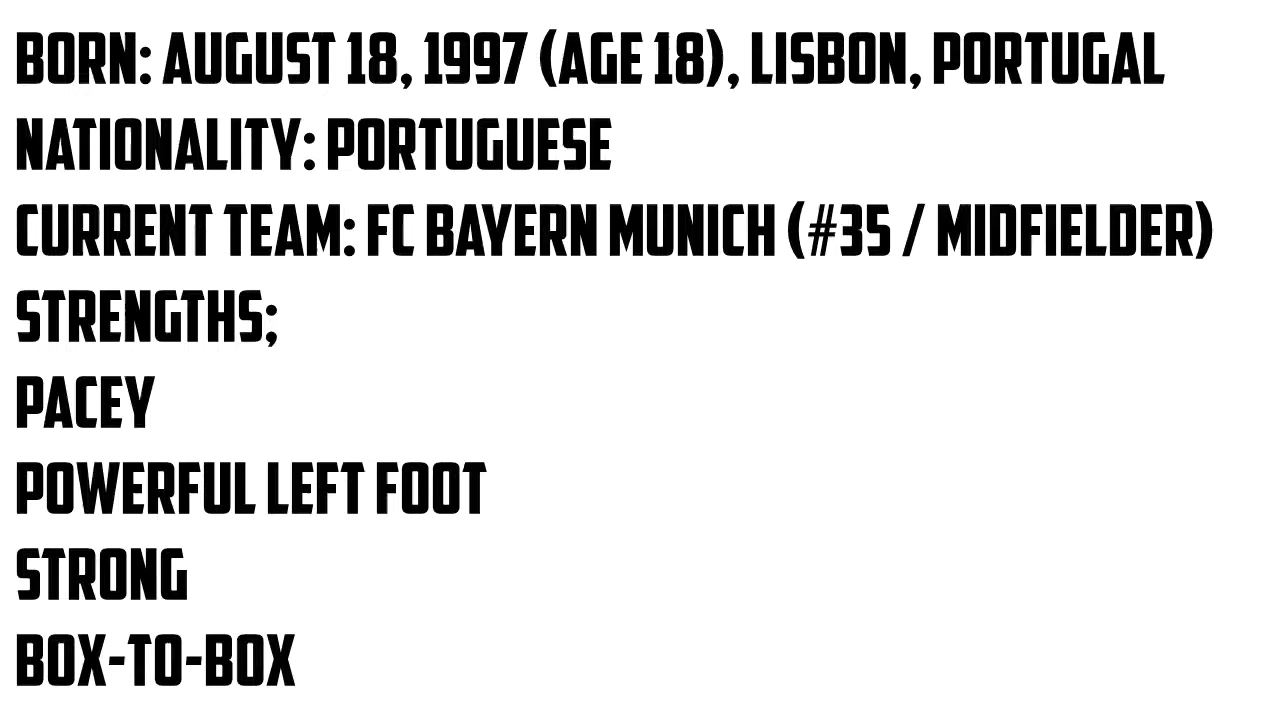 BORN: AUGUST 18, 1997 (AGE 18), LISBON, PORTUGAL
NATIONALITY: PORTUGUESE
CURRENT TEAM: FC BAYERN MUNICH (#35 / MIDFIELDER)
STRENGTHS;
PACEY
POWERFUL LEFT FOOT
STRONG
BOX-TO-BOX